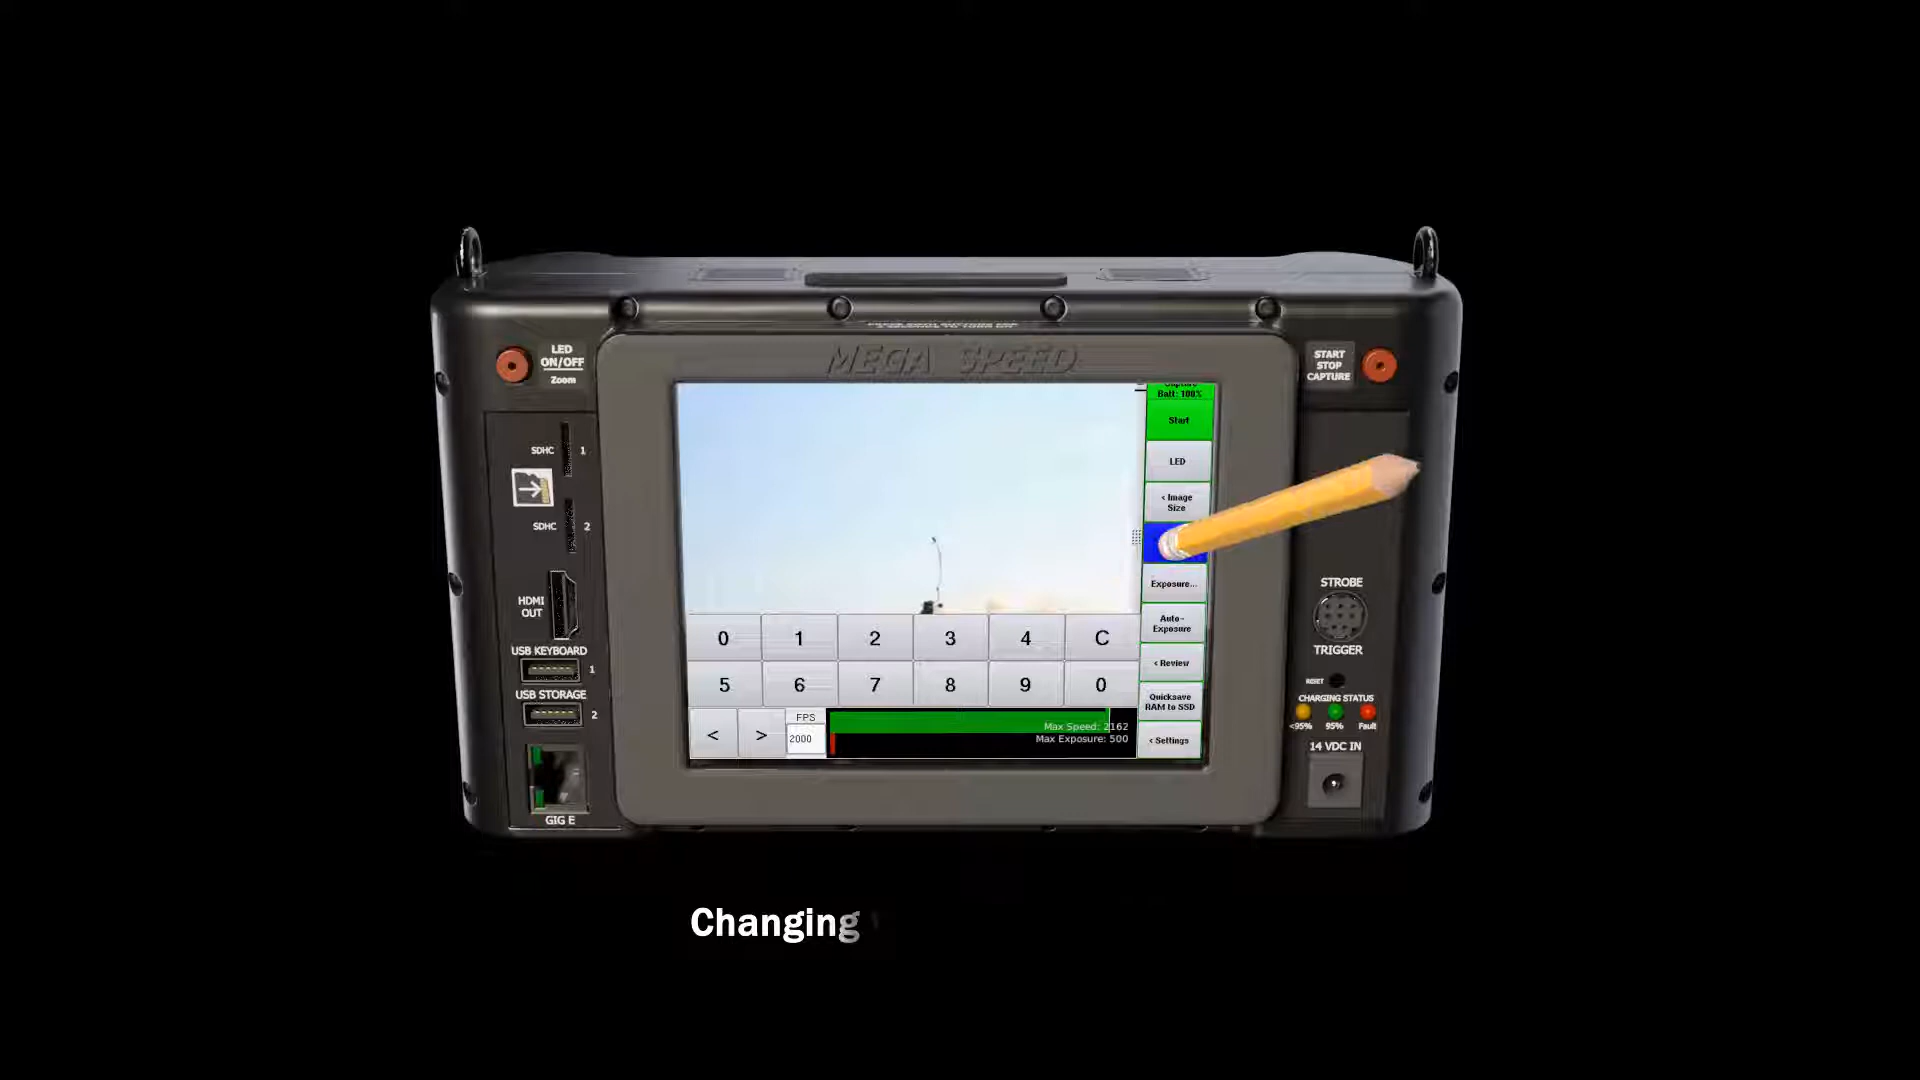 MEGA SPEED
LED
ON/OFF
Zoom
START
STOP
CAPTURE
SDHC 1
SDHC 2
HDMI
OUT
USB KEYBOARD
1
USB STORAGE
2
GIG E
Capture
Batt: 100%
Start
LED
< Image
Size
Exposure...
Auto-
Exposure
< Review
Quicksave
RAM to SSD
< Settings
0 1 2 3 4 C
5 6 7 8 9 0
< >
FPS
2000
Max Speed: 2162
Max Exposure: 500
STROBE
TRIGGER
RESET
CHARGING STATUS
<95% 95% Fault
14 VDC IN
Changing